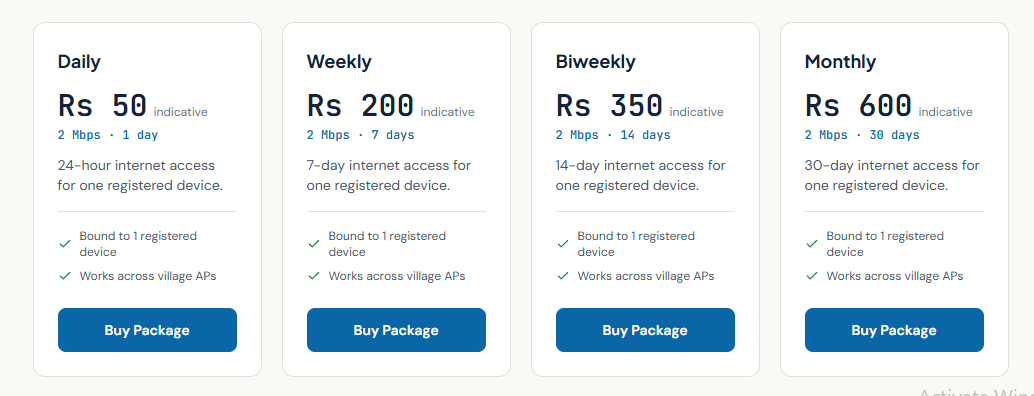 Daily
Rs 50 indicative
2 Mbps · 1 day
24-hour internet access
for one registered device.
Bound to 1 registered
device
Works across village APs
Buy Package
Weekly
Rs 200 indicative
2 Mbps · 7 days
7-day internet access for
one registered device.
Bound to 1 registered
device
Works across village APs
Buy Package
Biweekly
Rs 350 indicative
2 Mbps · 14 days
14-day internet access for
one registered device.
Bound to 1 registered
device
Works across village APs
Buy Package
Monthly
Rs 600 indicative
2 Mbps · 30 days
30-day internet access for
one registered device.
Bound to 1 registered
device
Works across village APs
Buy Package